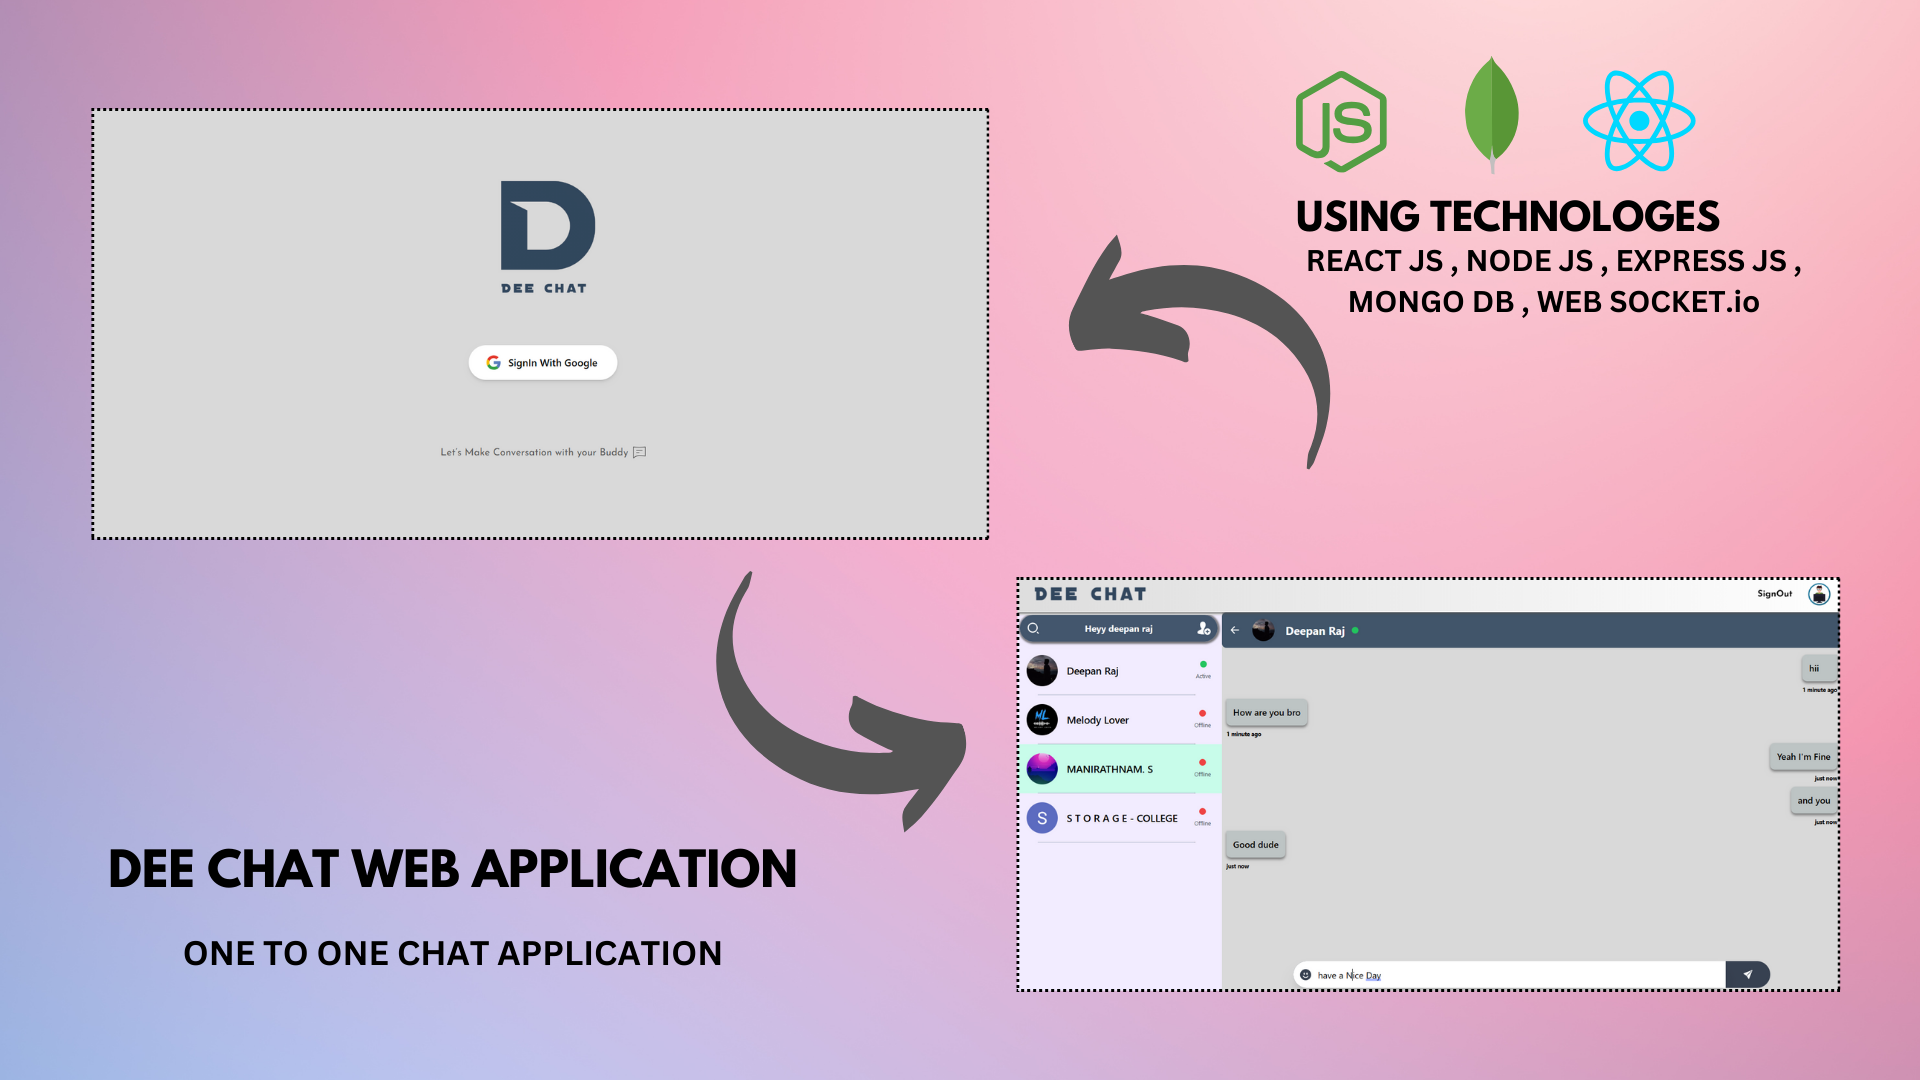 DEE CHAT
SignIn With Google
Let's Make Conversation with your Buddy
JS
USING TECHNOLOGES
REACT JS , NODE JS , EXPRESS JS ,
MONGO DB , WEB SOCKET.io
DEE CHAT WEB APPLICATION
ONE TO ONE CHAT APPLICATION
DEE CHAT
SignOut
Heyy deepan raj
Deepan Raj
Active
ML
Melody Lover
Offline
MANIRATHNAM. S
Offline
S
S T O R A G E - COLLEGE
Offline
Deepan Raj
hii
1 minute ago
How are you bro
1 minute ago
Yeah I'm Fine
just now
and you
just now
Good dude
just now
have a Nice Day